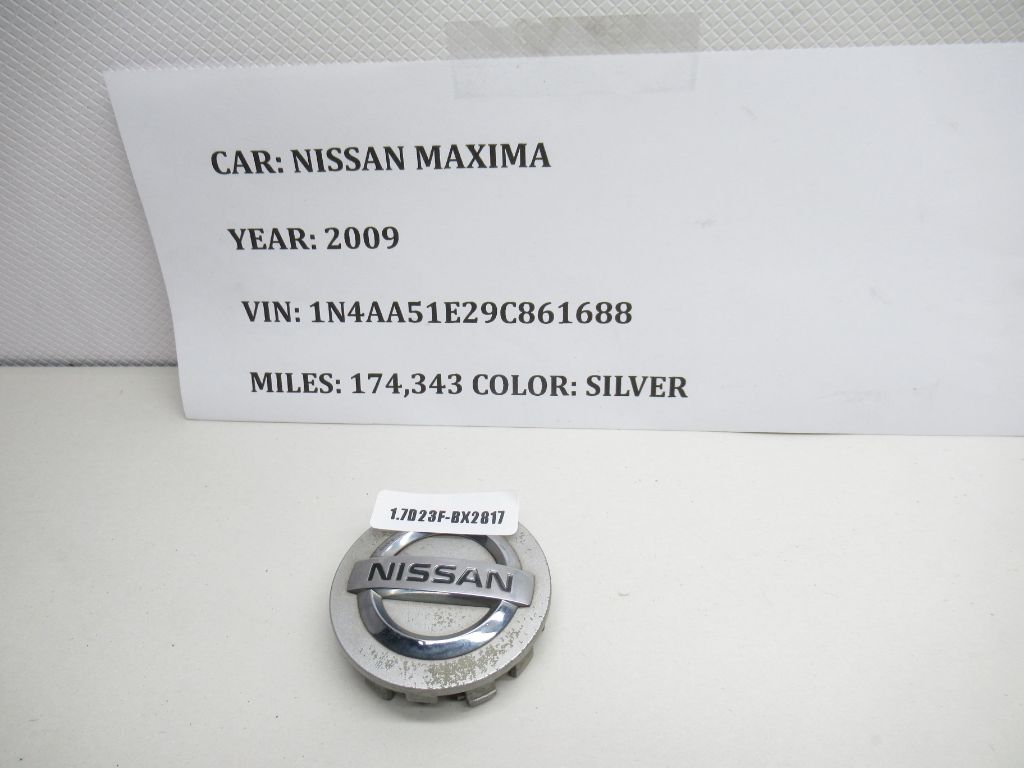 CAR: NISSAN MAXIMA
YEAR: 2009
VIN: 1N4AA51E29C861688
MILES: 174,343 COLOR: SILVER
1.7D23F-BX2817
NISSAN